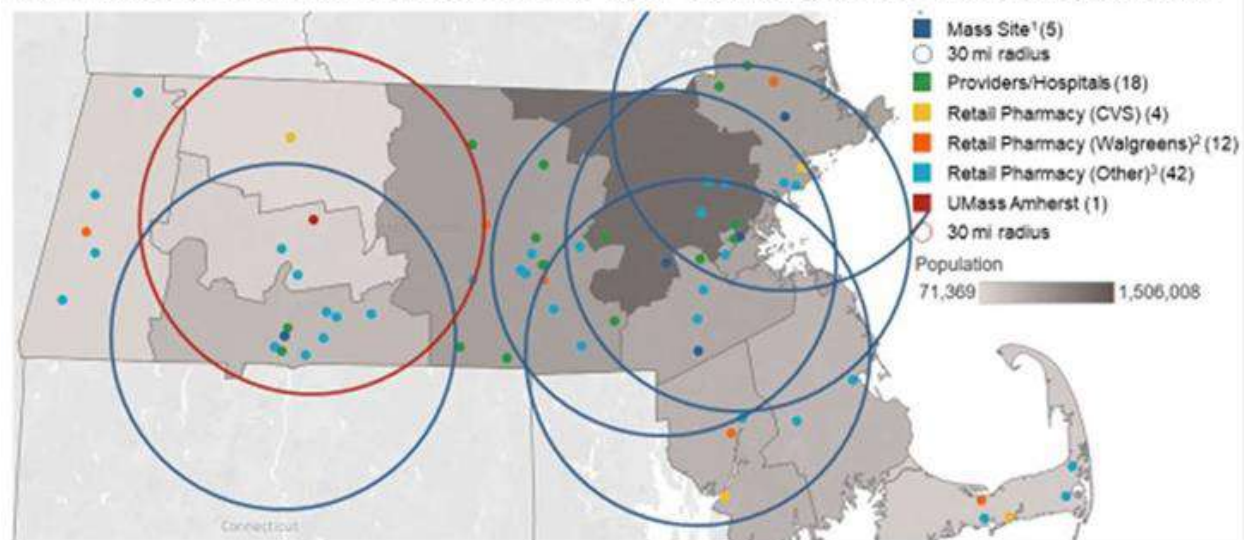 Mass Site¹ (5)
30 mi radius
Providers/Hospitals (18)
Retail Pharmacy (CVS) (4)
Retail Pharmacy (Walgreens)² (12)
Retail Pharmacy (Other)³ (42)
UMass Amherst (1)
30 mi radius
Population
71,369 1,506,008
Connecticut